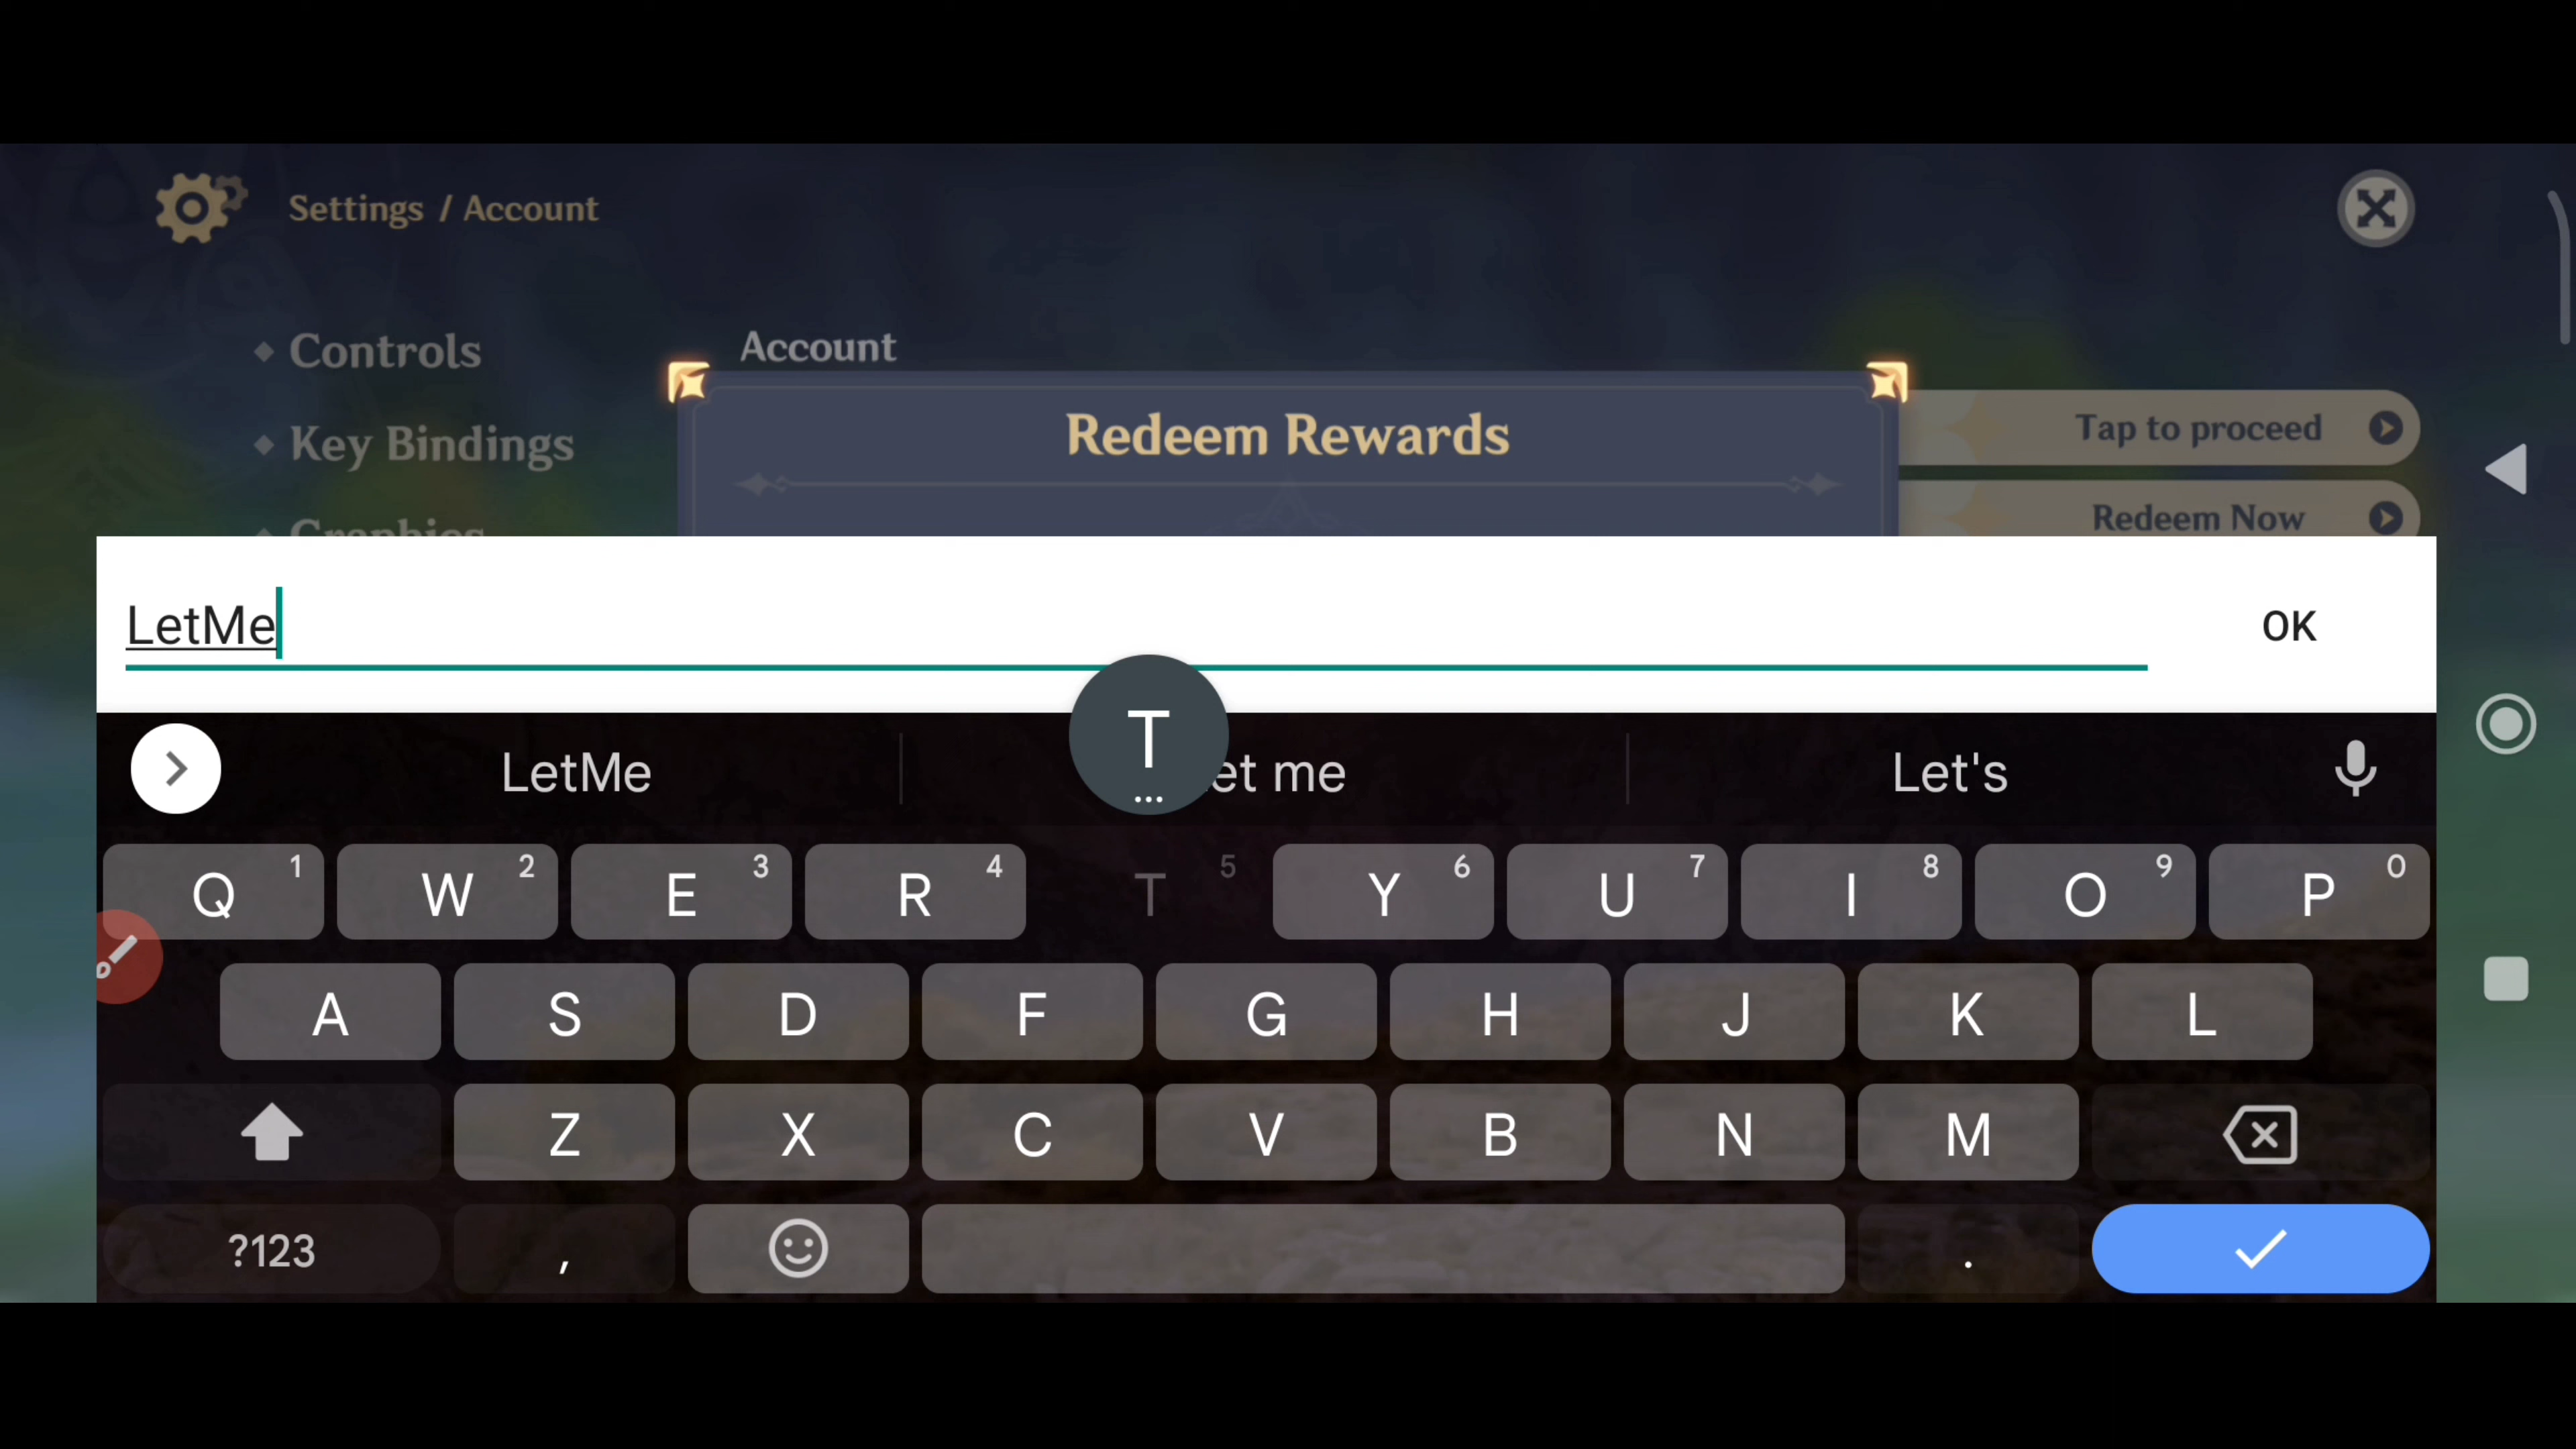 Settings / Account
Controls
Account
Key Bindings
Redeem Rewards
Tap to proceed
Graphics
Redeem Now
LetMe
OK
T
...
LetMe
et me
Let's
Q 1 W 2 E 3 R 4 T 5 Y 6 U 7 I 8 O 9 P 0
A S D F G H J K L
Z X C V B N M
?123 , .